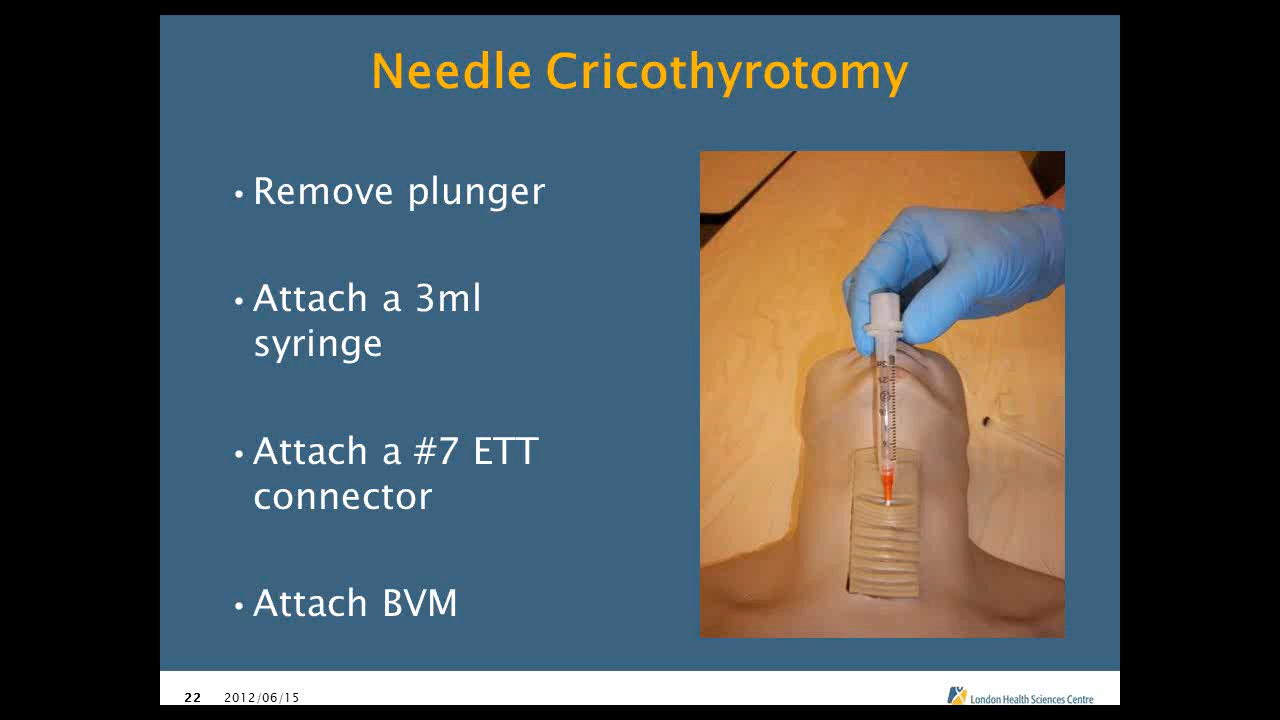 Needle Cricothyrotomy
• Remove plunger
• Attach a 3ml
syringe
• Attach a #7 ETT
connector
• Attach BVM
22 2012/06/15
London Health Sciences Centre